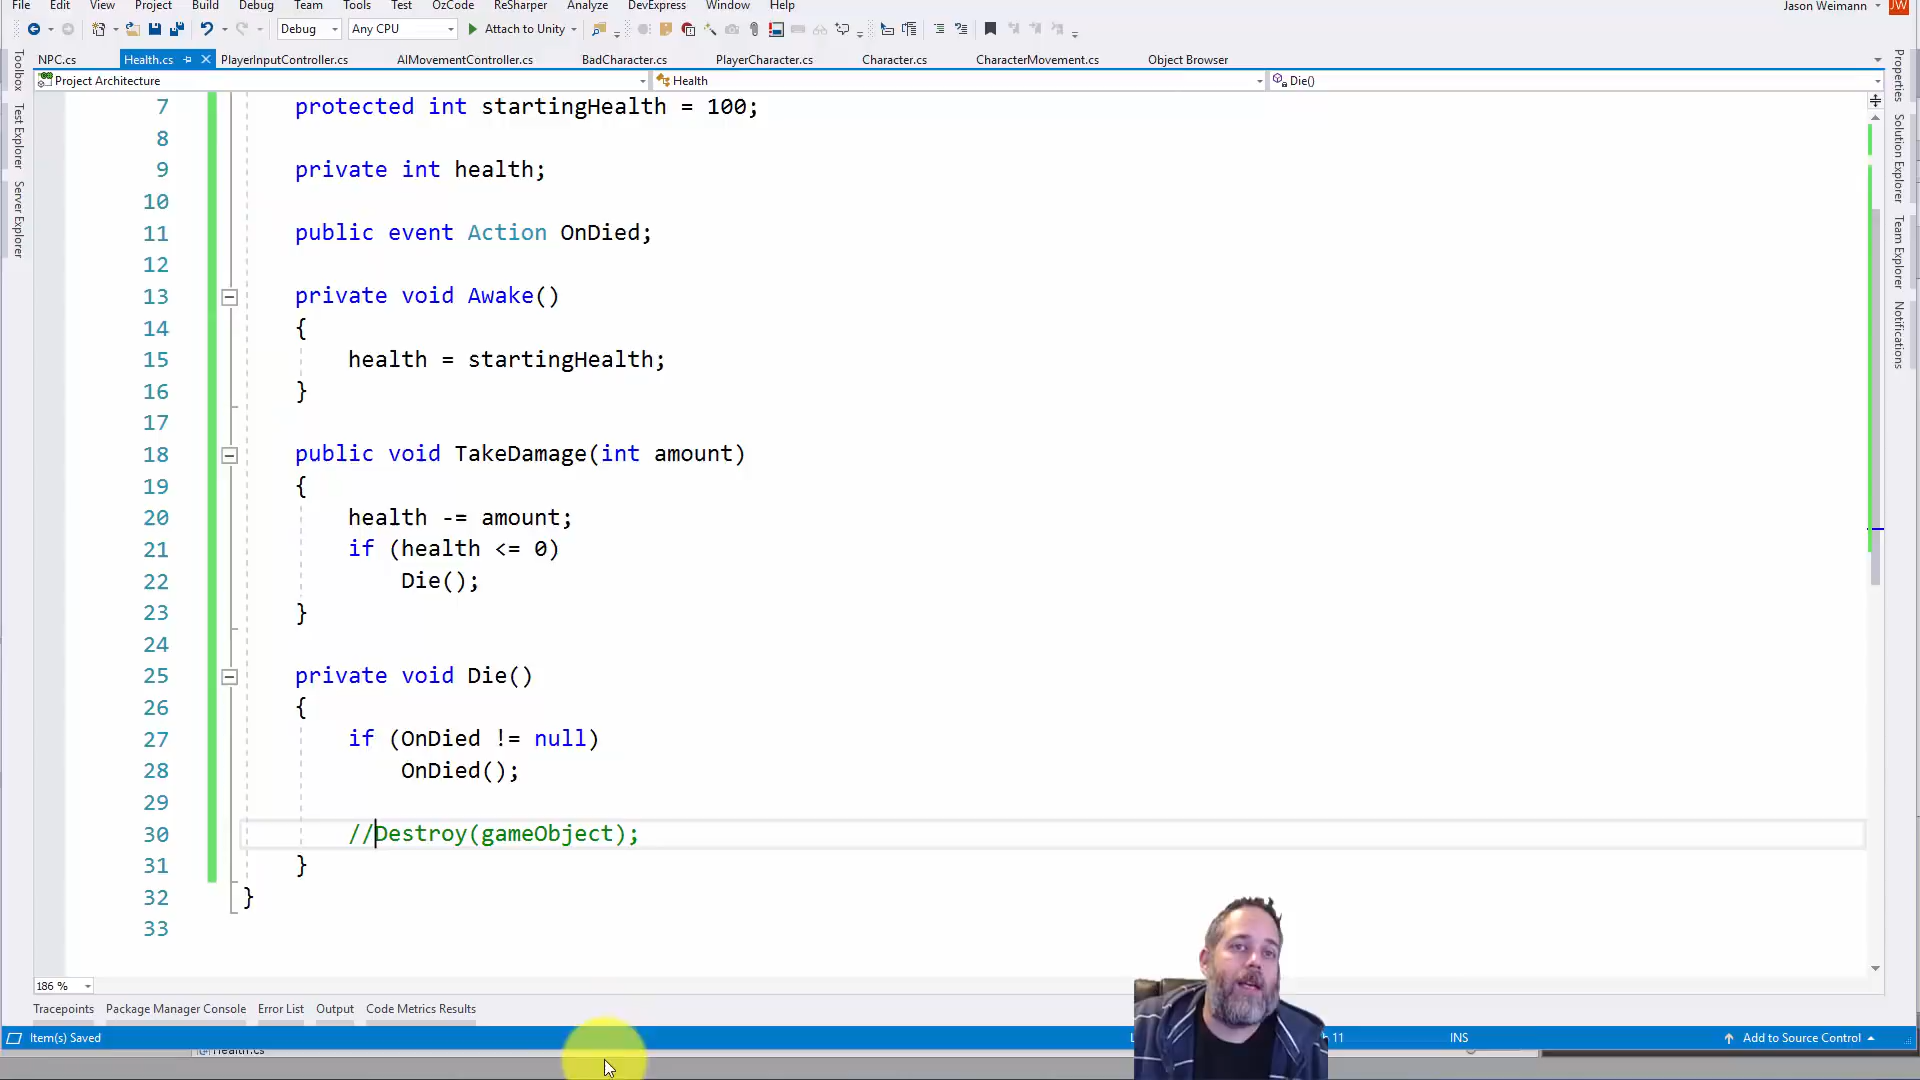 File Edit View Project Build Debug Team Tools Test OzCode ReSharper Analyze DevExpress Window Help Jason Weimann JW
Debug Any CPU Attach to Unity
NPC.cs Health.cs PlayerInputController.cs AIMovementController.cs BadCharacter.cs PlayerCharacter.cs Character.cs CharacterMovement.cs Object Browser
Project Architecture Health Die()
Toolbox
Test Explorer
Server Explorer
7 protected int startingHealth = 100;
8
9 private int health;
10
11 public event Action OnDied;
12
13 private void Awake()
14 {
15 health = startingHealth;
16 }
17
18 public void TakeDamage(int amount)
19 {
20 health -= amount;
21 if (health <= 0)
22 Die();
23 }
24
25 private void Die()
26 {
27 if (OnDied != null)
28 OnDied();
29
30 //Destroy(gameObject);
31 }
32 }
33
Properties
Solution Explorer
Team Explorer
Notifications
186 %
Tracepoints Package Manager Console Error List Output Code Metrics Results
Item(s) Saved 11 INS Add to Source Control
Health.cs